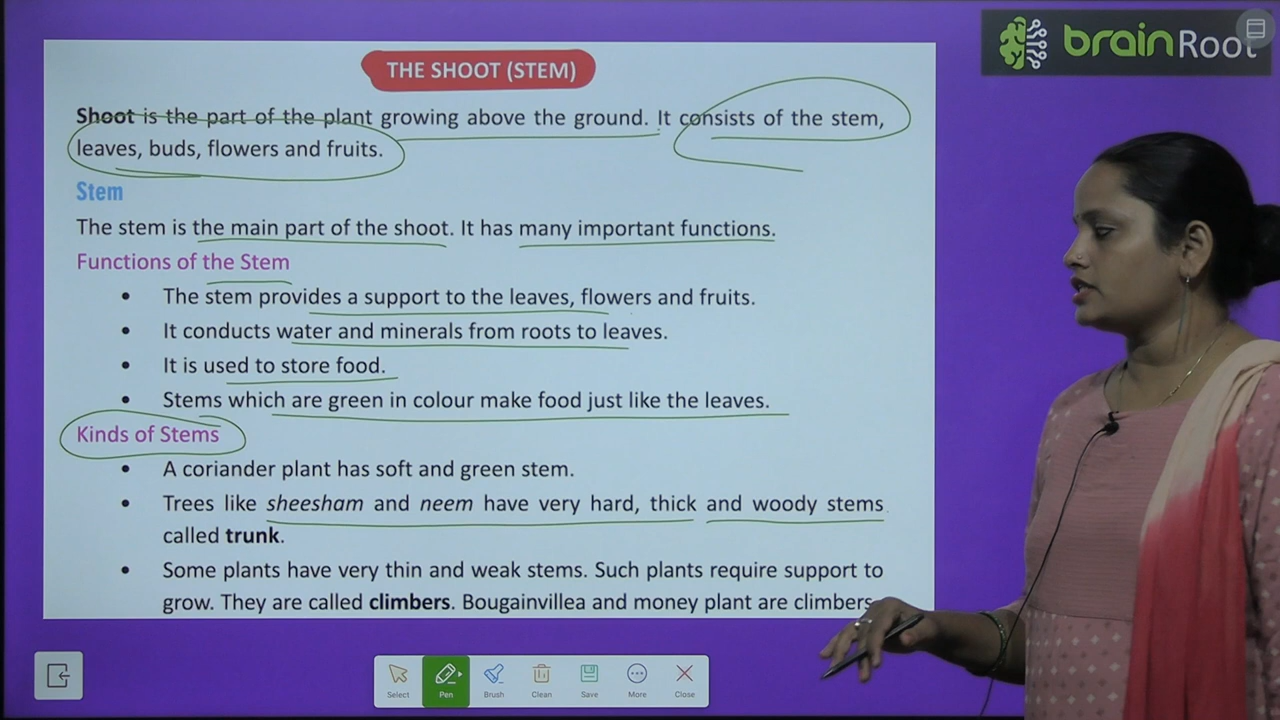 brainRoot
THE SHOOT (STEM)
Shoot is the part of the plant growing above the ground. It consists of the stem,
leaves, buds, flowers and fruits.
Stem
The stem is the main part of the shoot. It has many important functions.
Functions of the Stem
• The stem provides a support to the leaves, flowers and fruits.
• It conducts water and minerals from roots to leaves.
• It is used to store food.
• Stems which are green in colour make food just like the leaves.
Kinds of Stems
• A coriander plant has soft and green stem.
• Trees like sheesham and neem have very hard, thick and woody stems
called trunk.
• Some plants have very thin and weak stems. Such plants require support to
grow. They are called climbers. Bougainvillea and money plant are climbers
Select Pen Brush Clean Save More Close